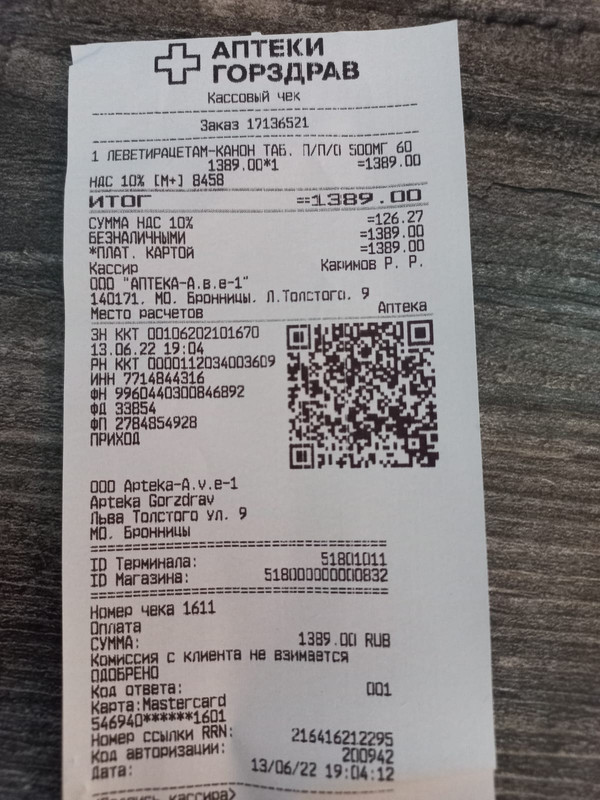 АПТЕКИ
ГОРЗДРАВ
Кассовый чек
Заказ 17136521
1 ЛЕВЕТИРАЦЕТАМ-КАНОН ТАБ. П/П/О 500МГ 60
1389.00*1 =1389.00
НДС 10% [М+] 8458
ИТОГ =1389.00
СУММА НДС 10% =126.27
БЕЗНАЛИЧНЫМИ =1389.00
*ПЛАТ. КАРТОЙ =1389.00
Кассир Каримов Р. Р.
ООО "АПТЕКА-А.в.е-1"
140171, МО. Бронницы, Л.Толстого, 9
Место расчетов Аптека
ЗН ККТ 00106202101670
13.06.22 19:04
РН ККТ 0000112034003609
ИНН 7714844316
ФН 9960440300846892
ФД 33854
ФП 2784854928
ПРИХОД
ООО Apteka-A.v.e-1
Apteka Gorzdrav
Льва Толстого ул. 9
МО. Бронницы
ID Терминала: 51801011
ID Магазина: 518000000000832
Номер чека 1611
Оплата
СУММА: 1389.00 RUB
Комиссия с клиента не взимается
ОДОБРЕНО
Код ответа: 001
Карта:Mastercard
546940******1601
Номер ссылки RRN: 216416212295
Код авторизации: 200942
Дата: 13/06/22 19:04:12
кассира>